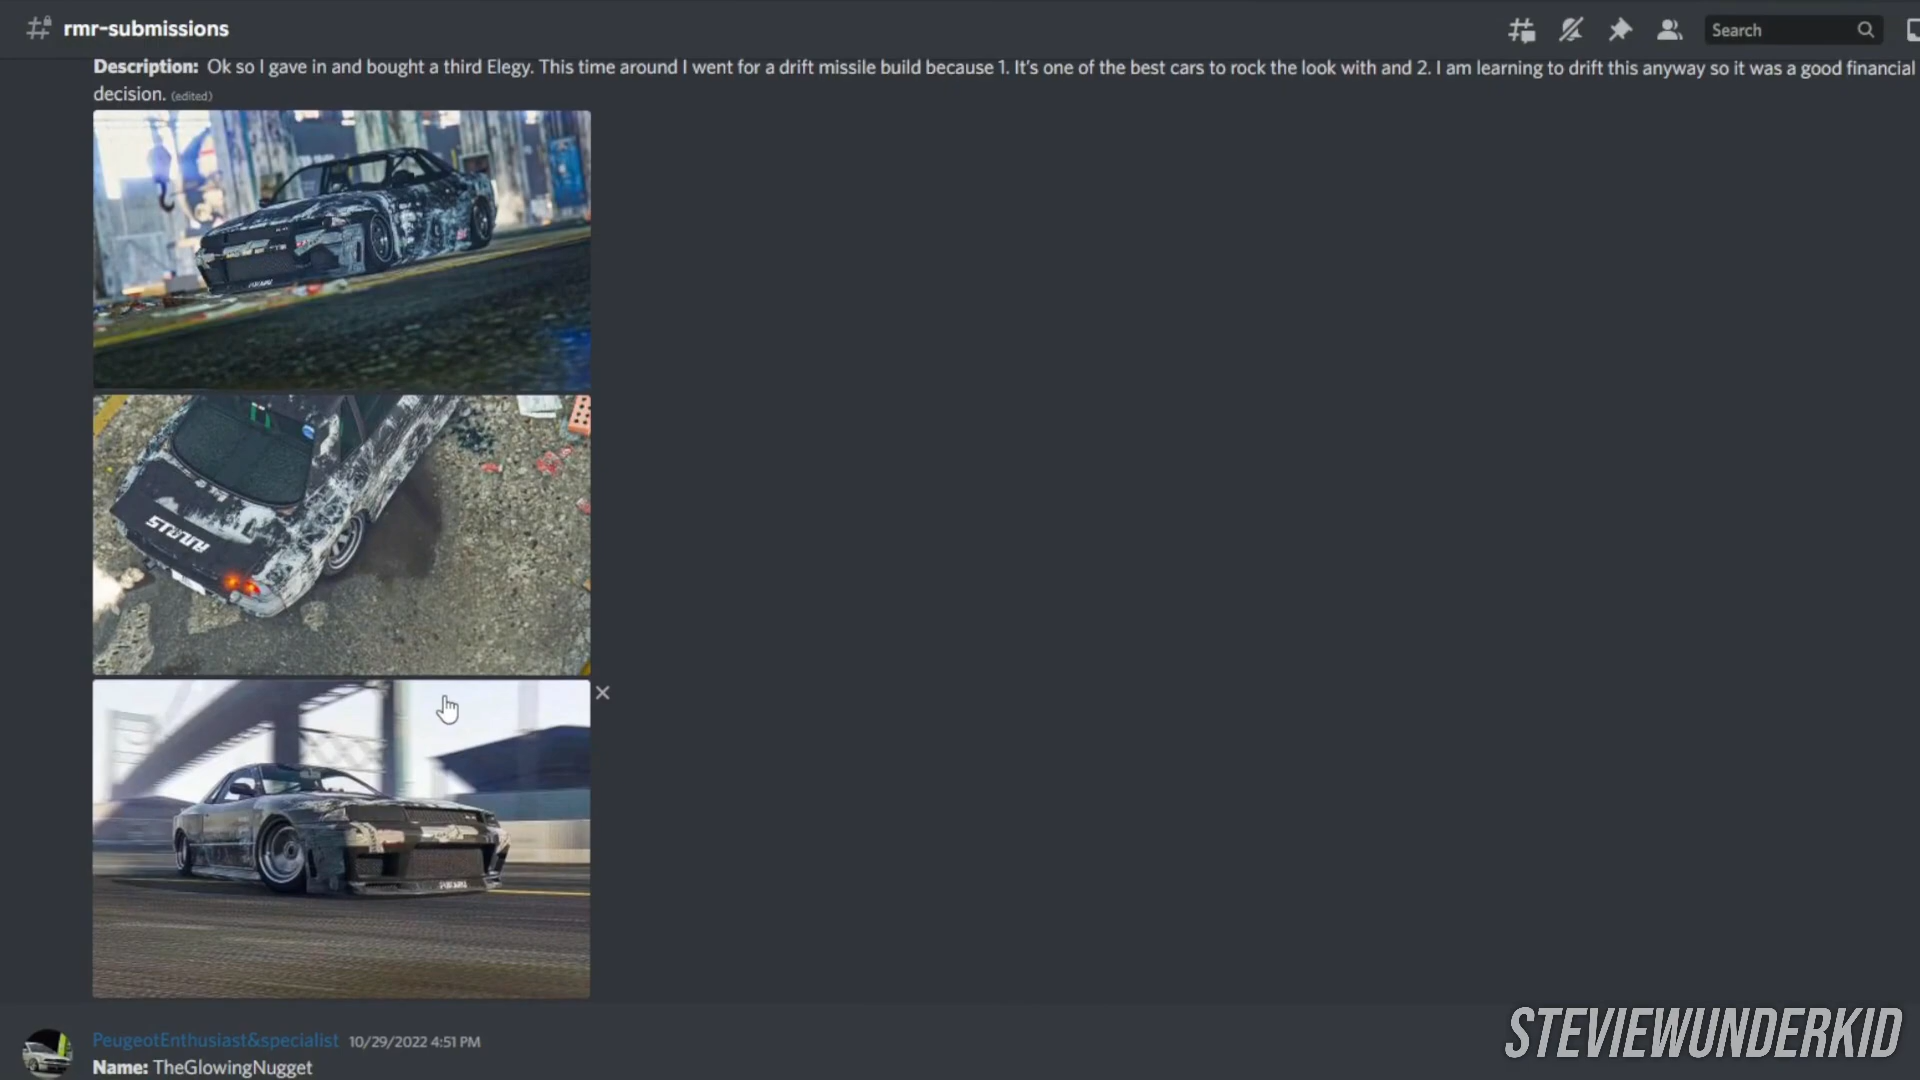 rmr-submissions
Search
Description: Ok so I gave in and bought a third Elegy. This time around I went for a drift missile build because 1. It's one of the best cars to rock the look with and 2. I am learning to drift this anyway so it was a good financial
decision. (edited)
PeugeotEnthusiast&specialist 10/29/2022 4:51 PM
Name: TheGlowingNugget
STEVIEWUNDERKID